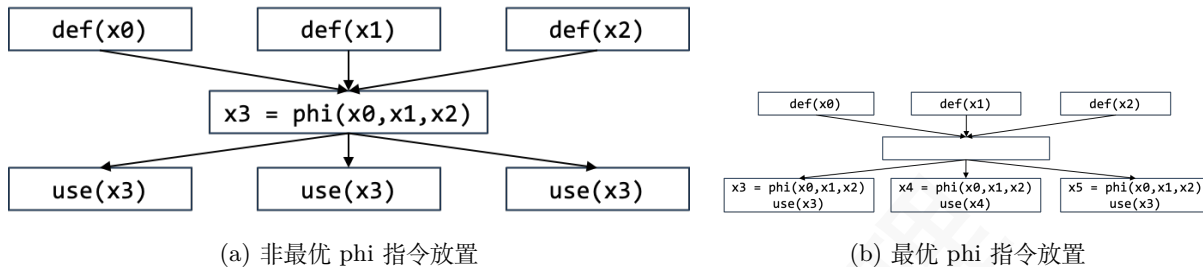 def(x0)
def(x1)
def(x2)
x3 = phi(x0,x1,x2)
use(x3)
use(x3)
use(x3)
(a) 非最优 phi 指令放置
def(x0)
def(x1)
def(x2)
x3 = phi(x0,x1,x2)
use(x3)
x4 = phi(x0,x1,x2)
use(x4)
x5 = phi(x0,x1,x2)
use(x3)
(b) 最优 phi 指令放置